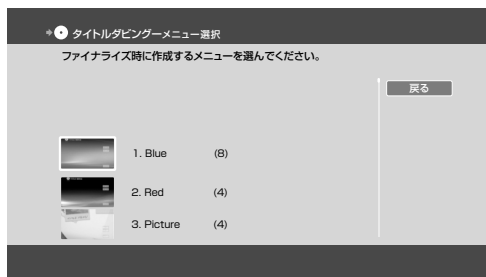 タイトルダビングーメニュー選択
ファイナライズ時に作成するメニューを選んでください。
戻る
1. Blue (8)
2. Red (4)
3. Picture (4)